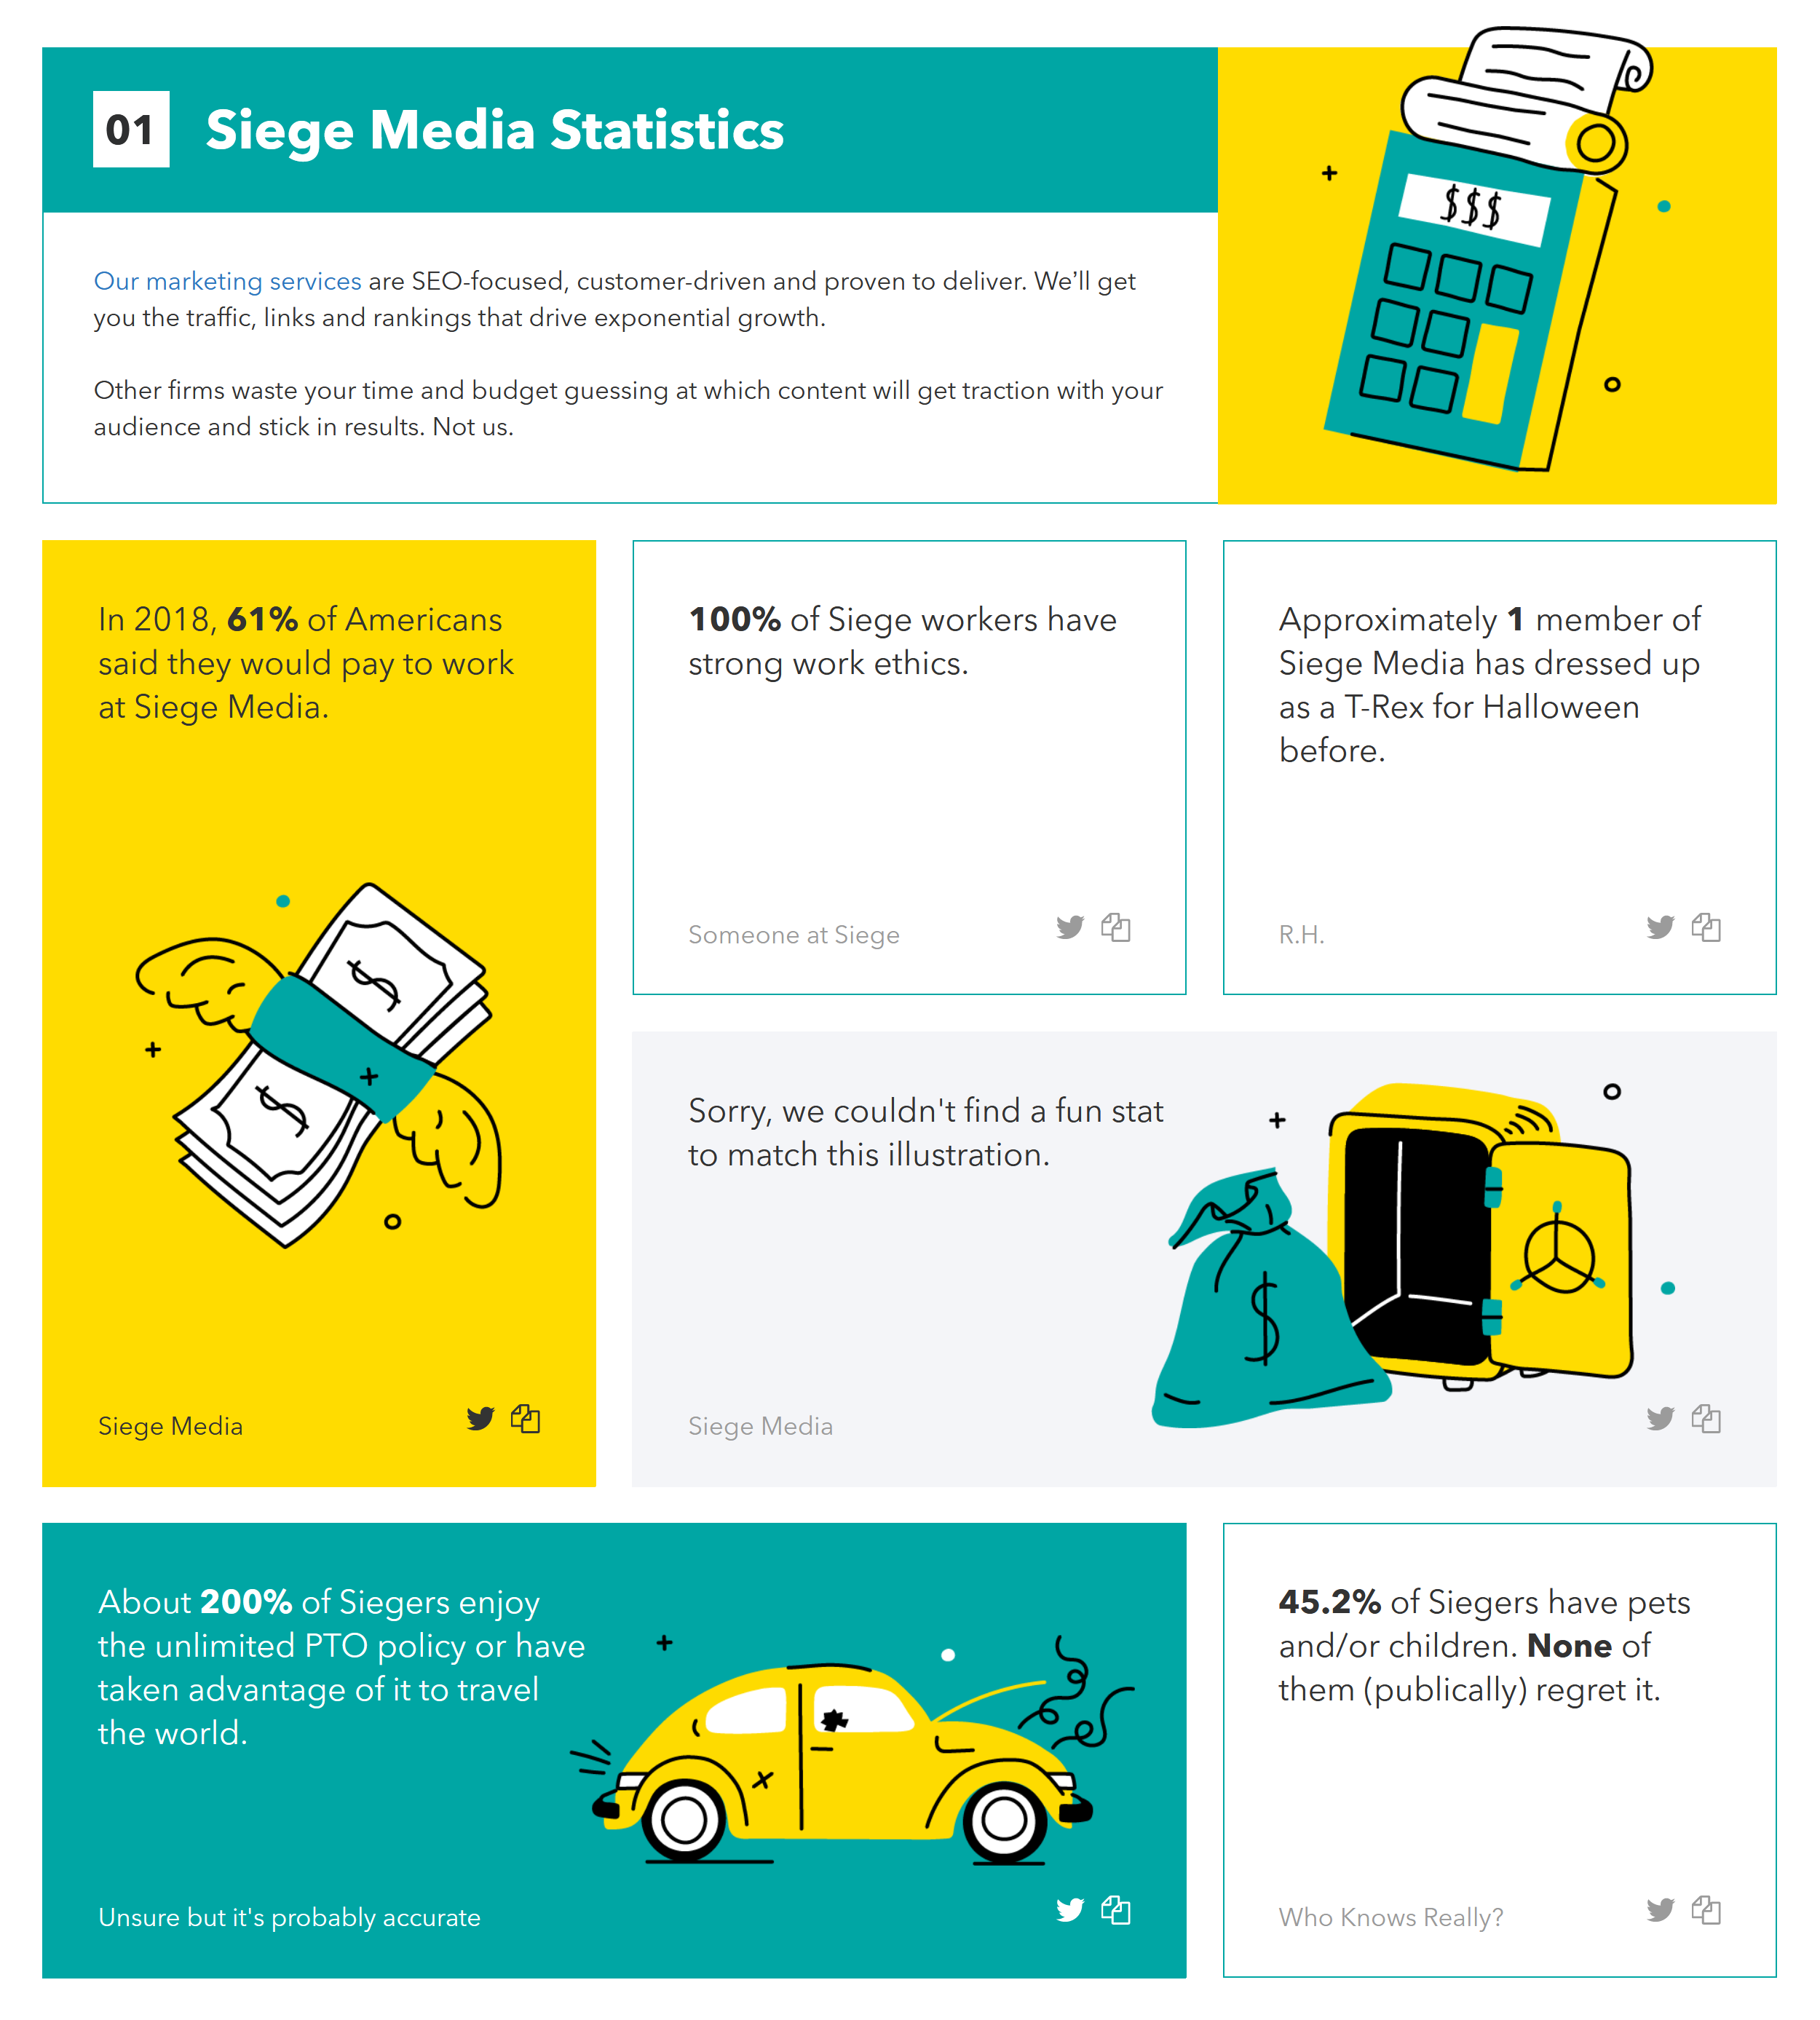 01
Siege Media Statistics
$$$
Our marketing services are SEO-focused, customer-driven and proven to deliver. We’ll get
you the traffic, links and rankings that drive exponential growth.
Other firms waste your time and budget guessing at which content will get traction with your
audience and stick in results. Not us.
In 2018, 61% of Americans
said they would pay to work
at Siege Media.
$
$
Siege Media
100% of Siege workers have
strong work ethics.
Someone at Siege
Approximately 1 member of
Siege Media has dressed up
as a T-Rex for Halloween
before.
R.H.
Sorry, we couldn't find a fun stat
to match this illustration.
$
Siege Media
About 200% of Siegers enjoy
the unlimited PTO policy or have
taken advantage of it to travel
the world.
Unsure but it's probably accurate
45.2% of Siegers have pets
and/or children. None of
them (publically) regret it.
Who Knows Really?